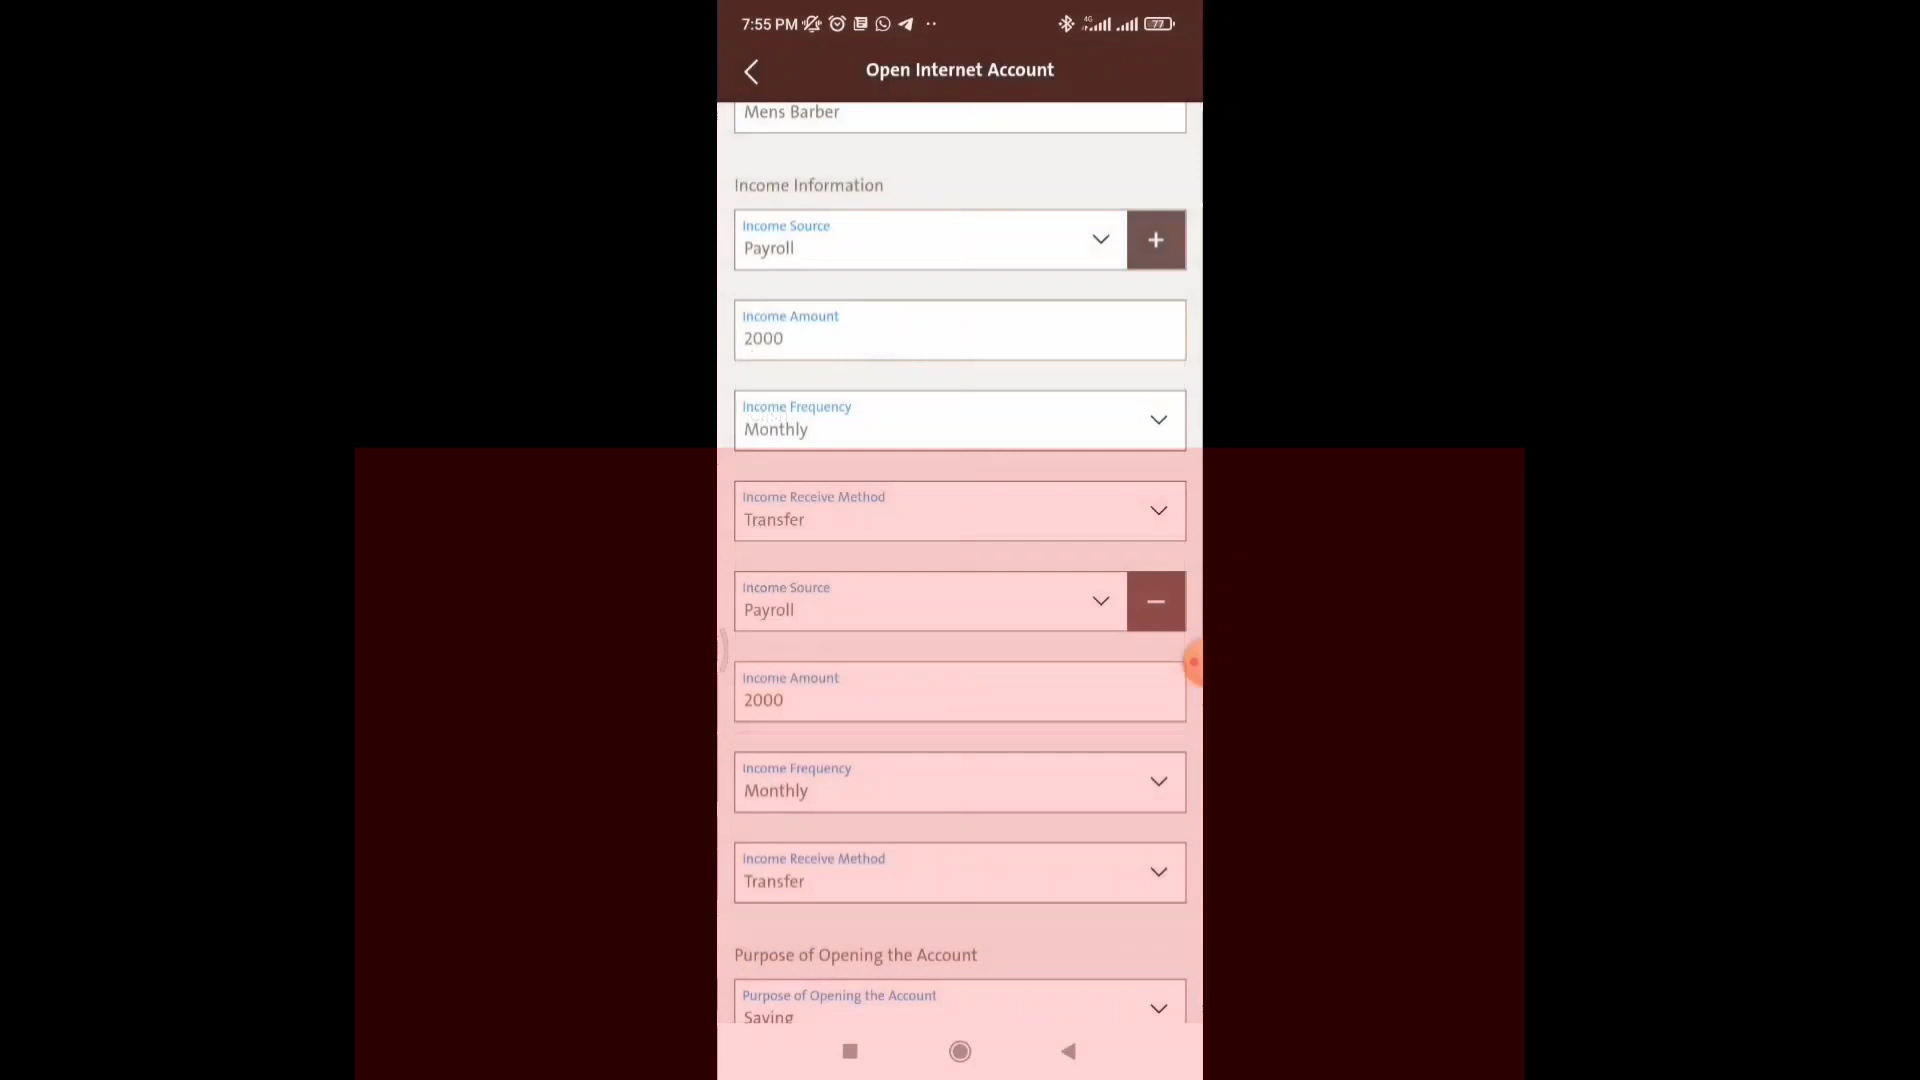 7:55 PM
4G
77
Open Internet Account
Mens Barber
Income Information
Income Source
Payroll
+
Income Amount
2000
Income Frequency
Monthly
Income Receive Method
Transfer
Income Source
Payroll
−
Income Amount
2000
Income Frequency
Monthly
Income Receive Method
Transfer
Purpose of Opening the Account
Purpose of Opening the Account
Saving